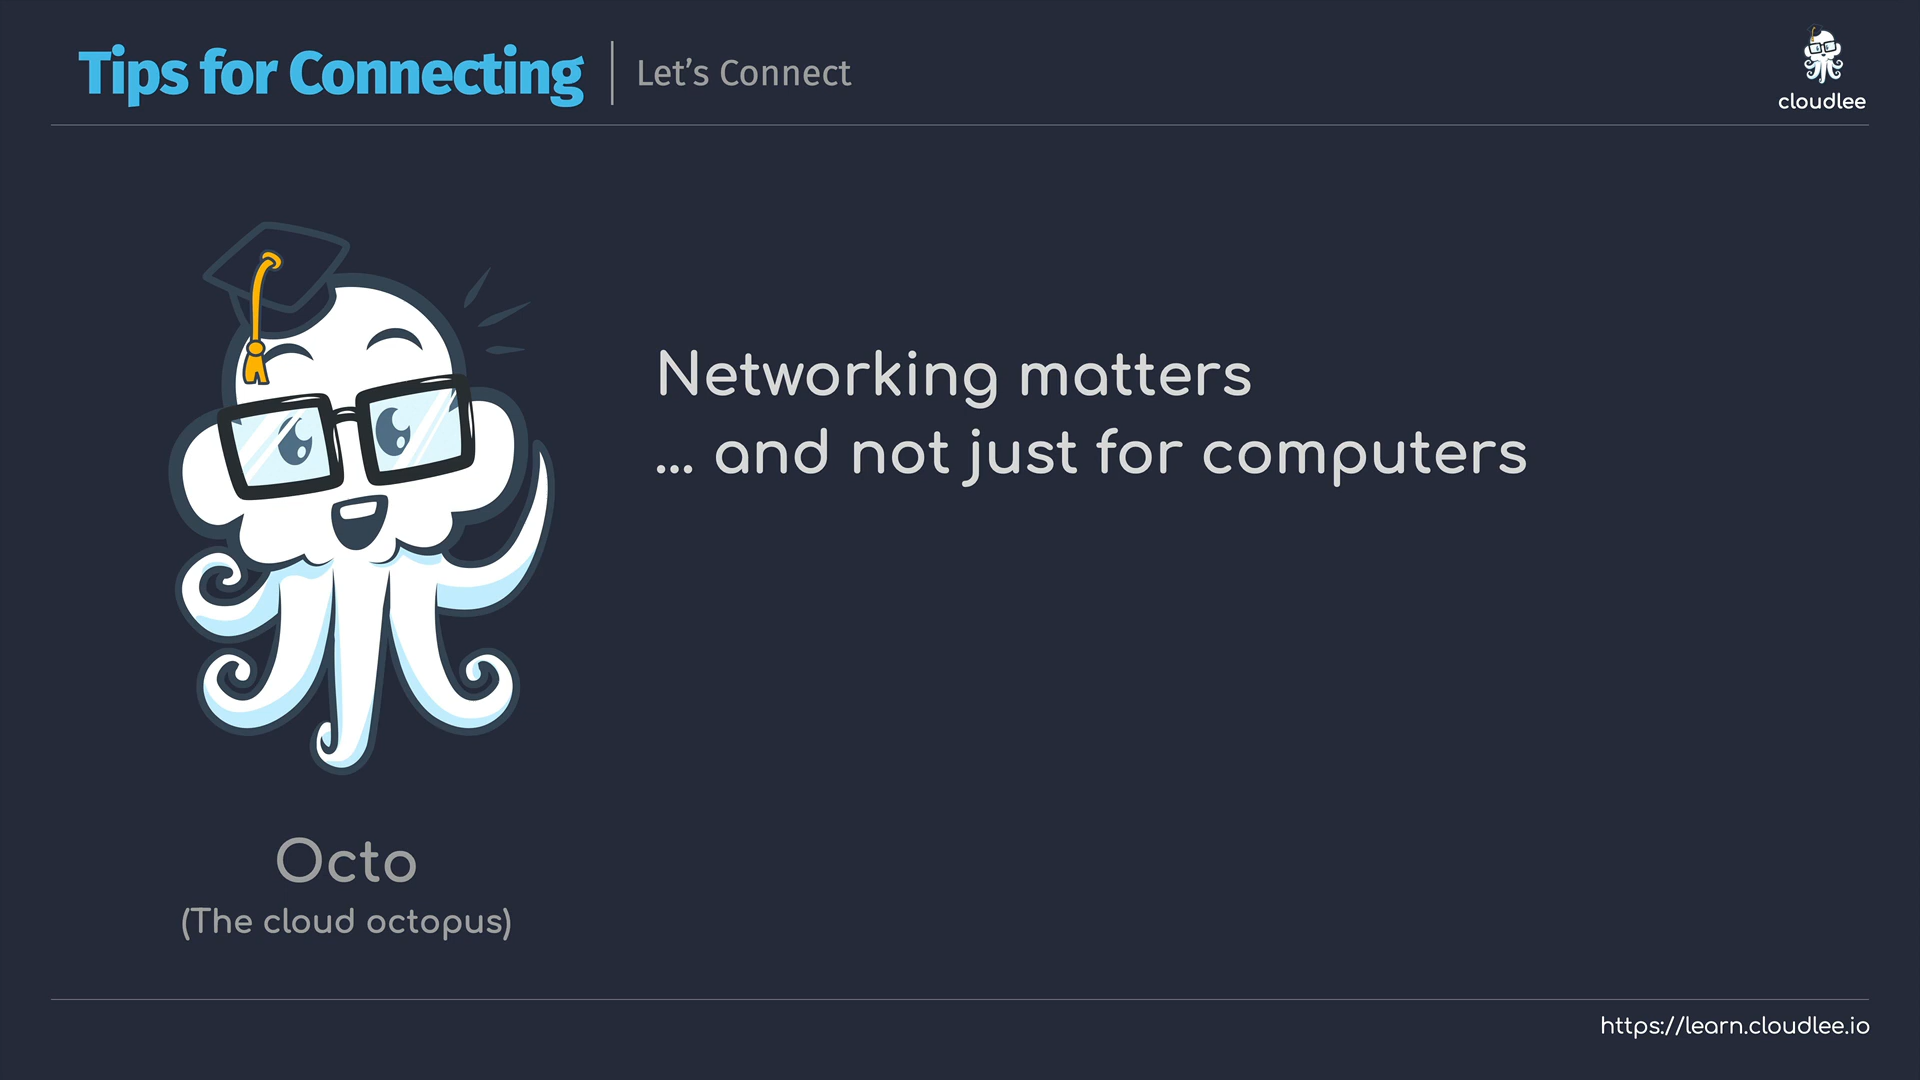 Tips for Connecting
Let’s Connect
cloudlee
Networking matters
... and not just for computers
Octo
(The cloud octopus)
https://learn.cloudlee.io